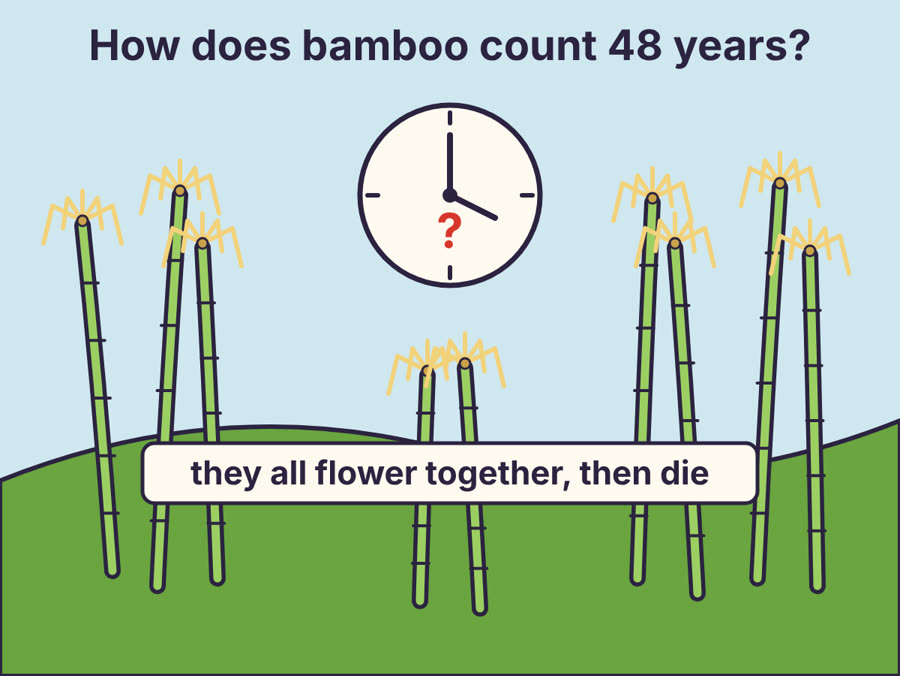 How does bamboo count 48 years?
?
they all flower together, then die